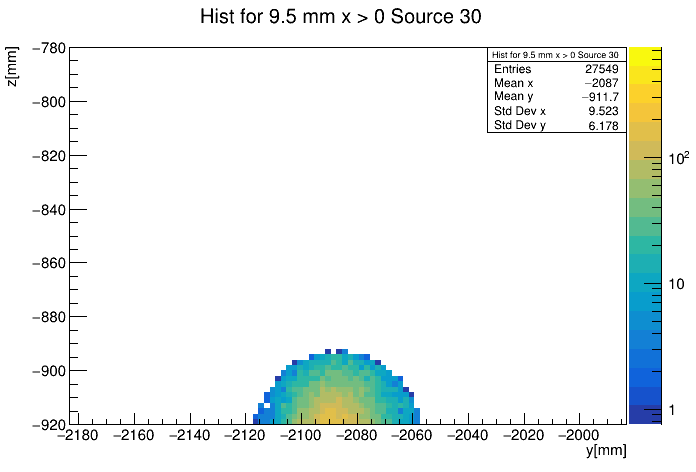 Hist for 9.5 mm x > 0 Source 30
z[mm]
Hist for 9.5 mm x > 0 Source 30
Entries 27549
Mean x −2087
Mean y −911.7
Std Dev x 9.523
Std Dev y 6.178
−780
−800
−820
−840
−860
−880
−900
−920
10²
10
1
−2180 −2160 −2140 −2120 −2100 −2080 −2060 −2040 −2020 −2000
y[mm]